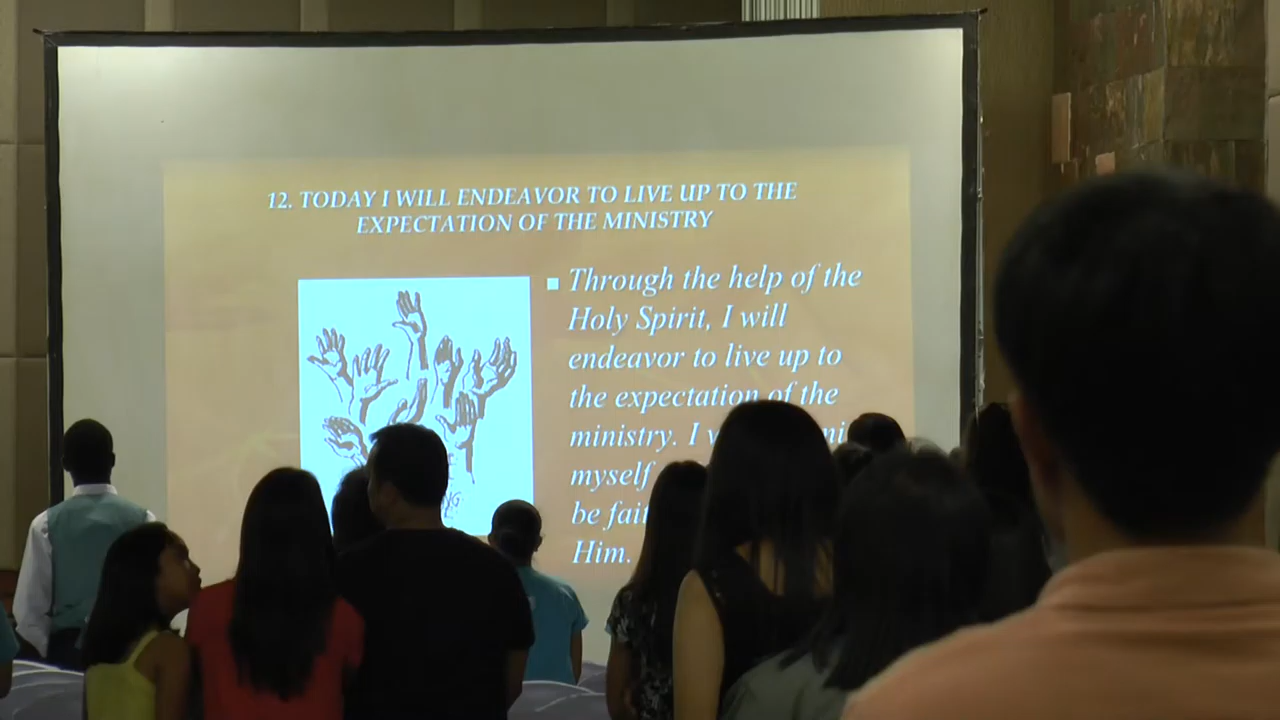 12. TODAY I WILL ENDEAVOR TO LIVE UP TO THE
EXPECTATION OF THE MINISTRY
■ Through the help of the
Holy Spirit, I will
endeavor to live up to
the expectation of the
ministry. I
myself
be
Him.